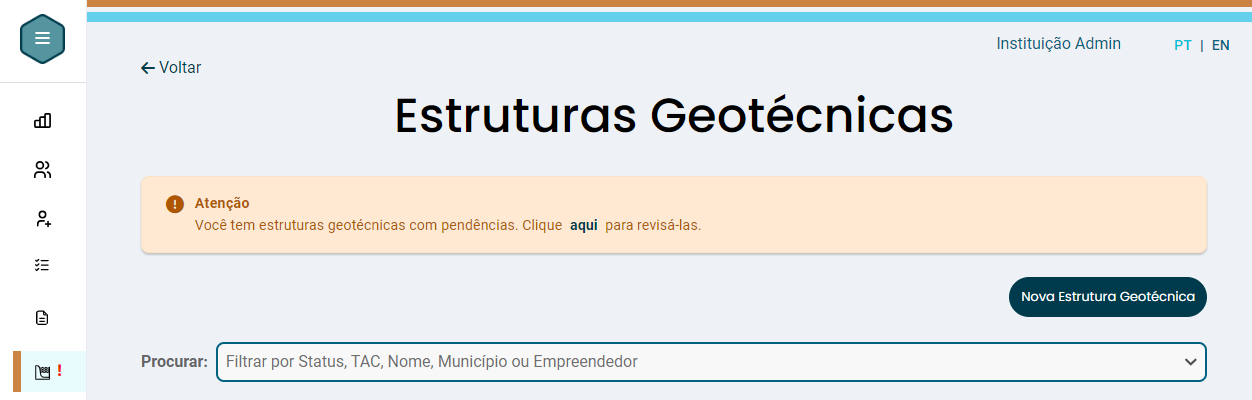 Instituição Admin
PT | EN
Voltar
Estruturas Geotécnicas
Atenção
Você tem estruturas geotécnicas com pendências. Clique aqui para revisá-las.
Nova Estrutura Geotécnica
Procurar: Filtrar por Status, TAC, Nome, Município ou Empreendedor
!